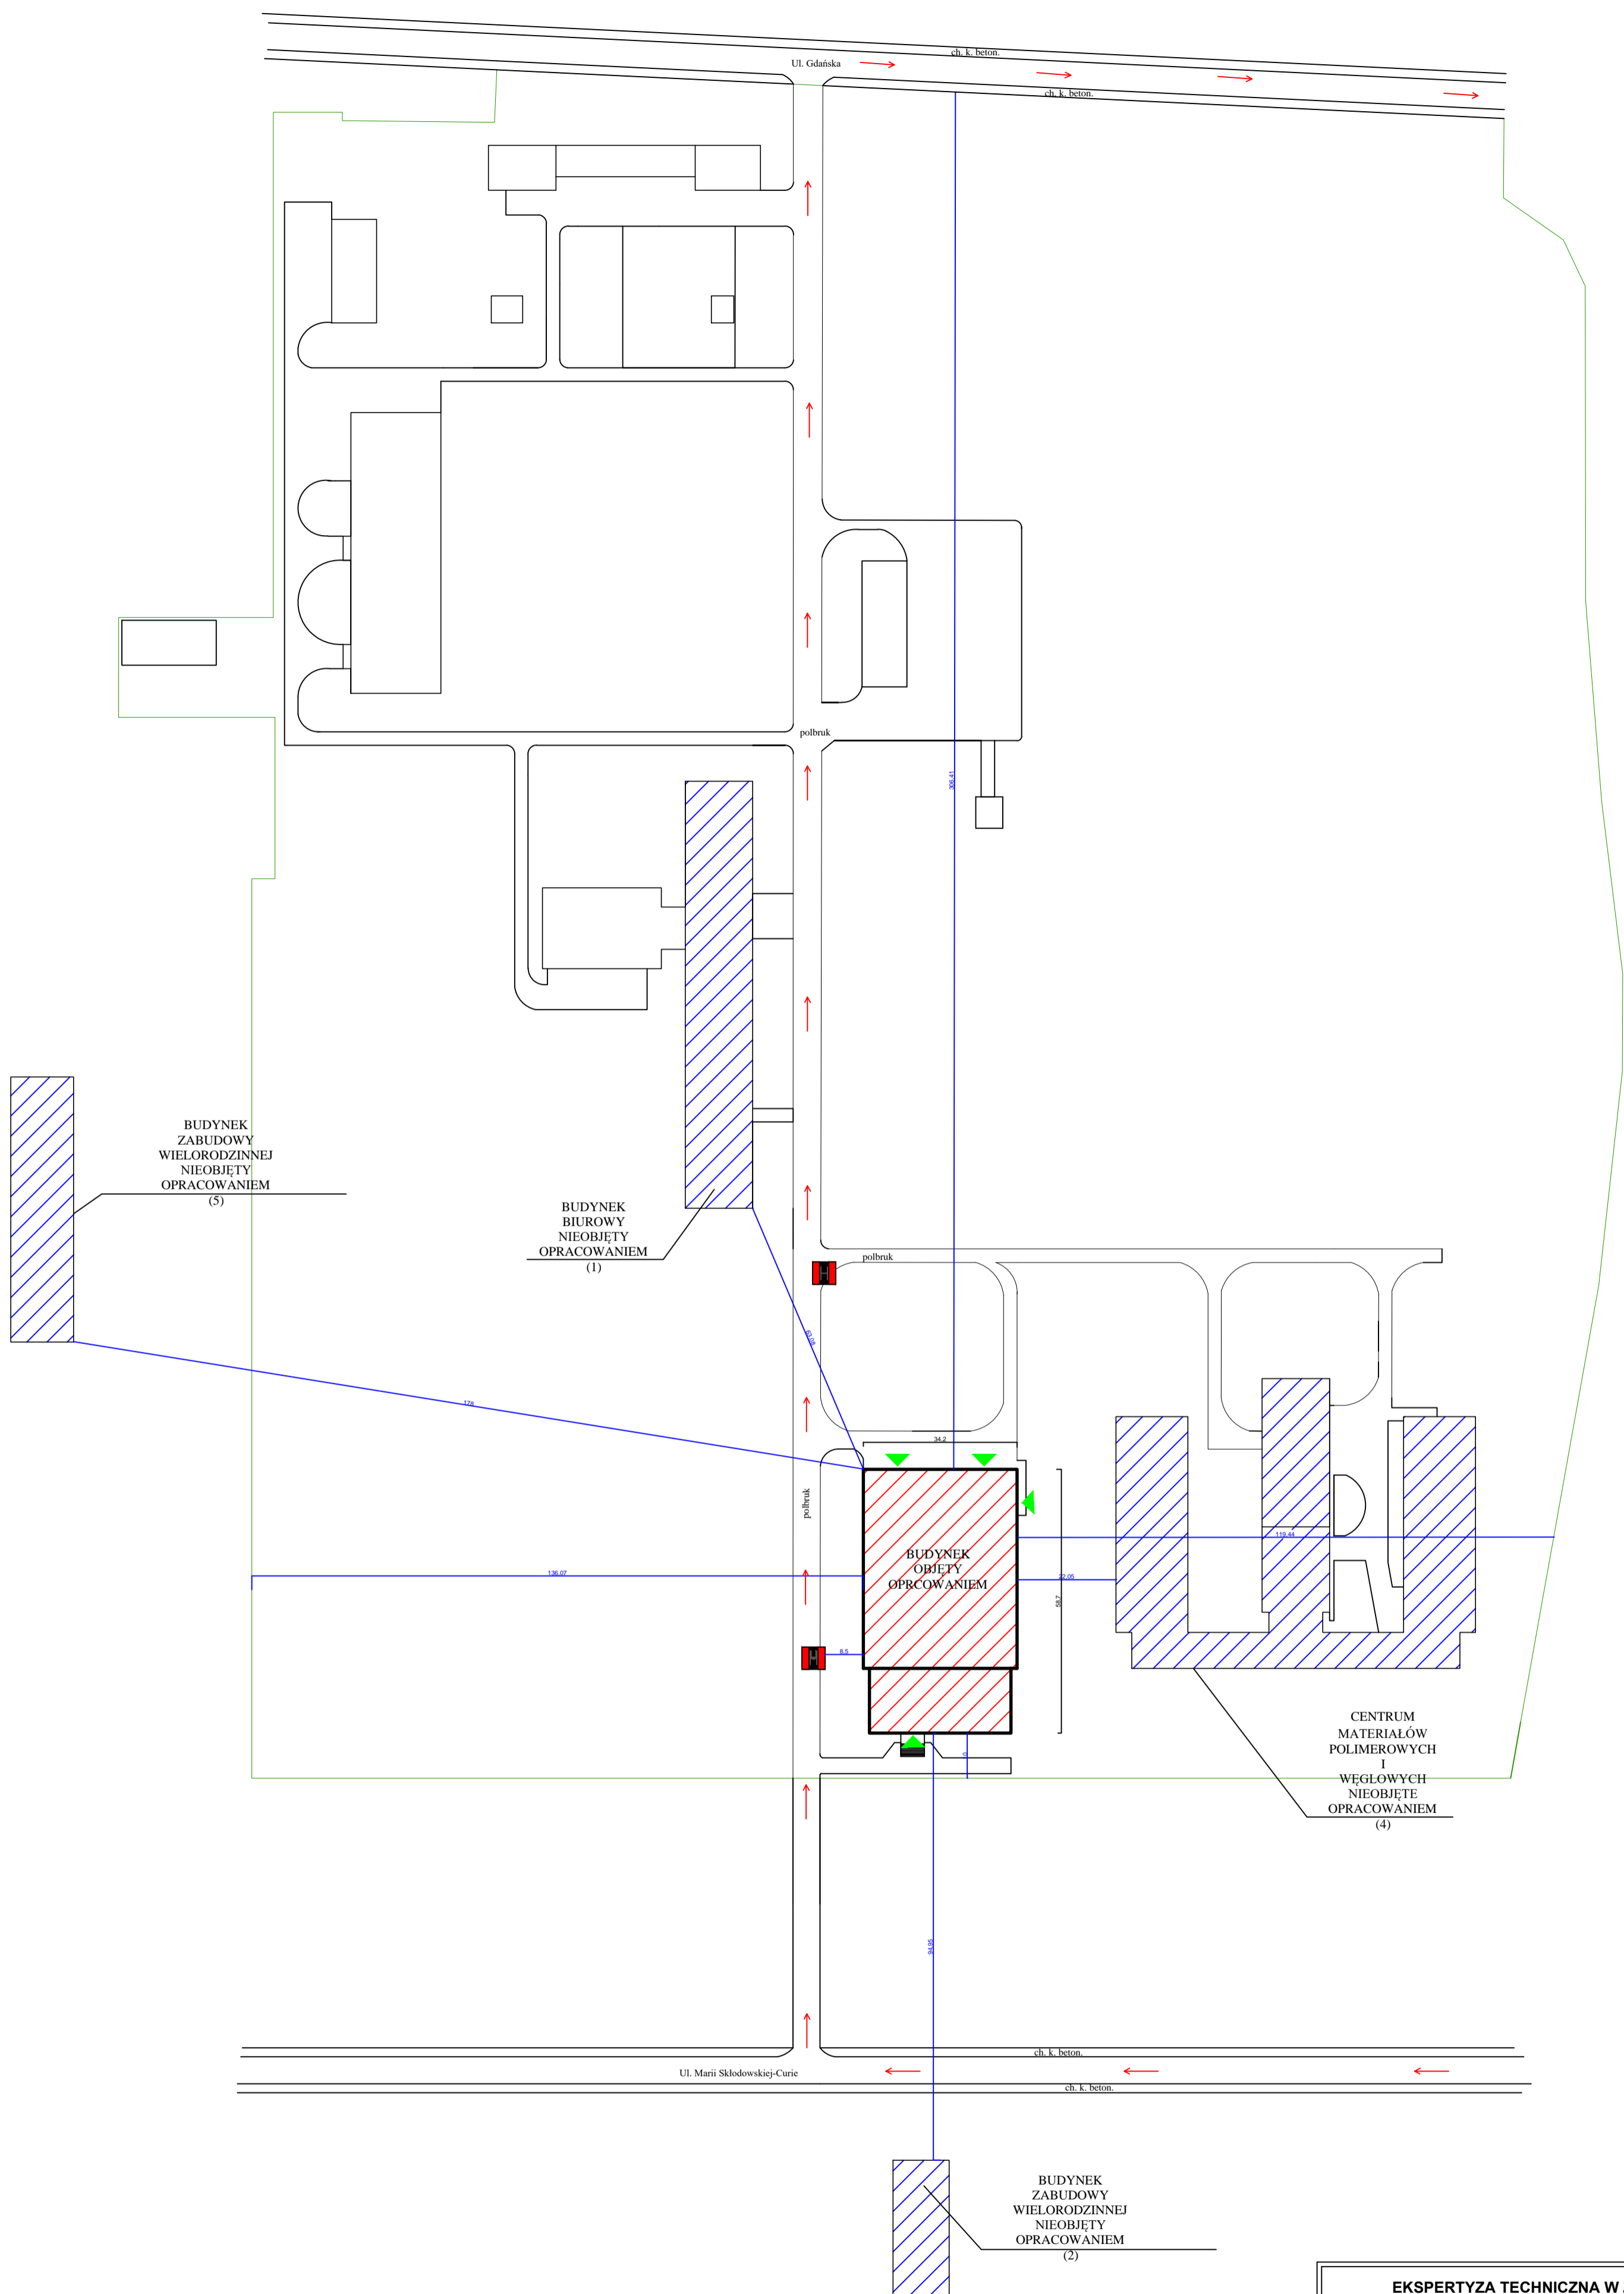 ch. k. beton.
Ul. Gdańska
ch. k. beton.
polbruk
306.41
BUDYNEK
ZABUDOWY
WIELORODZINNEJ
NIEOBJĘTY
OPRACOWANIEM
(5)
BUDYNEK
BIUROWY
NIEOBJĘTY
OPRACOWANIEM
(1)
polbruk
H
178
34.2
polbruk
119.44
BUDYNEK
OBJĘTY
OPRCOWANIEM
136.07
22.05
58.7
8.5
H
CENTRUM
MATERIAŁÓW
POLIMEROWYCH
I
WĘGLOWYCH
NIEOBJĘTE
OPRACOWANIEM
(4)
94.95
ch. k. beton.
Ul. Marii Skłodowskiej-Curie
ch. k. beton.
BUDYNEK
ZABUDOWY
WIELORODZINNEJ
NIEOBJĘTY
OPRACOWANIEM
(2)
EKSPERTYZA TECHNICZNA W